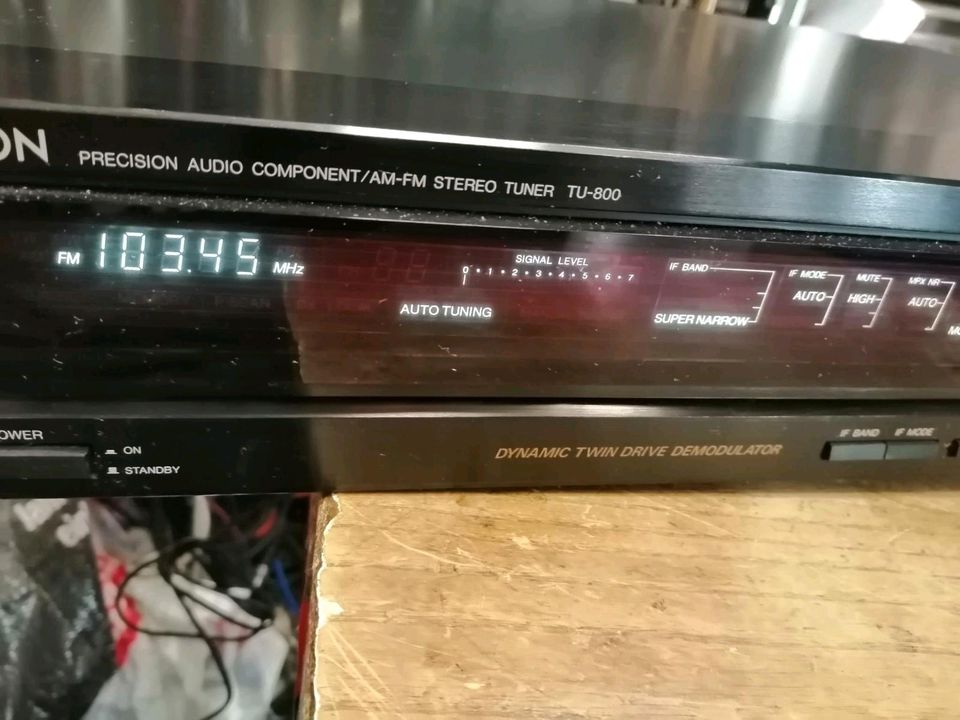 ON PRECISION AUDIO COMPONENT/AM-FM STEREO TUNER TU-800
FM 103.45 MHz
SIGNAL LEVEL
0 • 1 • 2 • 3 • 4 • 5 • 6 • 7
AUTO TUNING
IF BAND
SUPER NARROW
IF MODE
AUTO
MUTE
HIGH
MPX NR
AUTO
OWER
ON
STANDBY
DYNAMIC TWIN DRIVE DEMODULATOR
IF BAND IF MODE